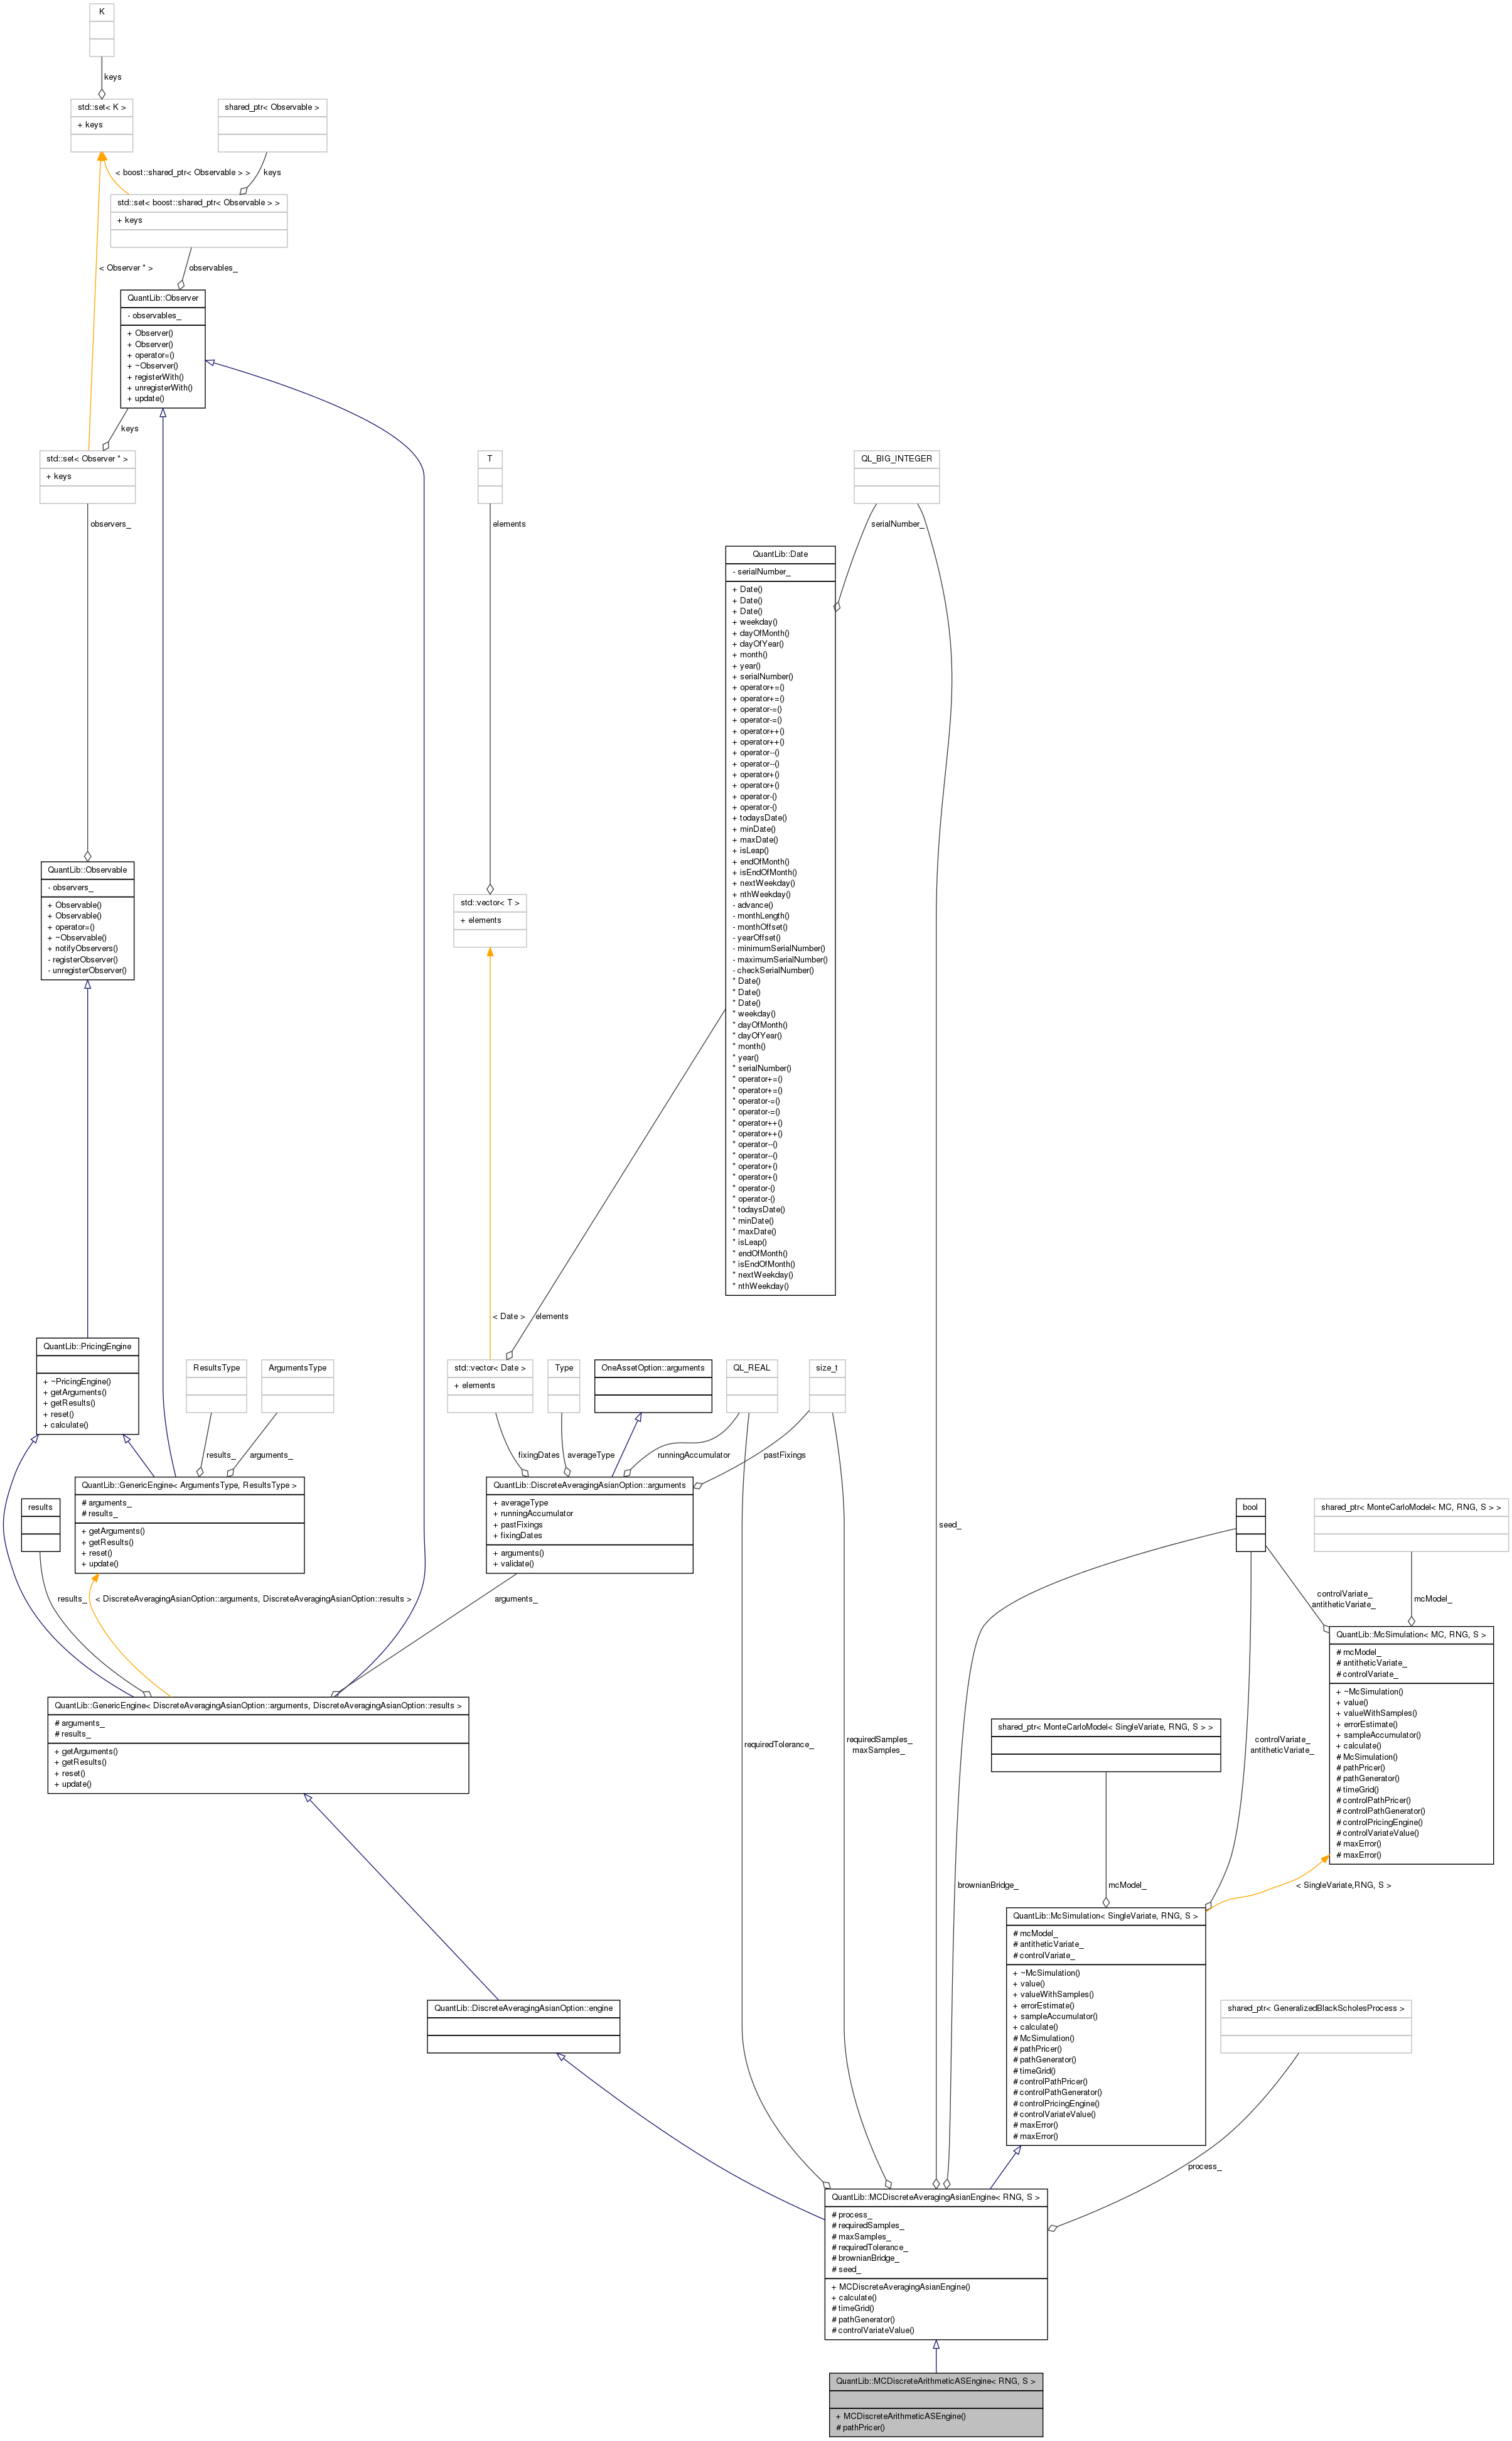 K
keys
std::set< K >
+ keys
shared_ptr< Observable >
< boost::shared_ptr< Observable > >
keys
std::set< boost::shared_ptr< Observable > >
+ keys
< Observer * >
observables_
QuantLib::Observer
- observables_
+ Observer()
+ Observer()
+ operator=()
+ ~Observer()
+ registerWith()
+ unregisterWith()
+ update()
keys
std::set< Observer * >
+ keys
T
QL_BIG_INTEGER
observers_
elements
serialNumber_
QuantLib::Date
- serialNumber_
+ Date()
+ Date()
+ Date()
+ weekday()
+ dayOfMonth()
+ dayOfYear()
+ month()
+ year()
+ serialNumber()
+ operator+=()
+ operator+=()
+ operator-=()
+ operator-=()
+ operator++()
+ operator++()
+ operator--()
+ operator--()
+ operator+()
+ operator+()
+ operator-()
+ operator-()
+ todaysDate()
+ minDate()
+ maxDate()
+ isLeap()
+ endOfMonth()
+ isEndOfMonth()
+ nextWeekday()
+ nthWeekday()
- advance()
- monthLength()
- monthOffset()
- yearOffset()
- minimumSerialNumber()
- maximumSerialNumber()
- checkSerialNumber()
* Date()
* Date()
* Date()
* weekday()
* dayOfMonth()
* dayOfYear()
* month()
* year()
* serialNumber()
* operator+=()
* operator+=()
* operator-=()
* operator-=()
* operator++()
* operator++()
* operator--()
* operator--()
* operator+()
* operator+()
* operator-()
* operator-()
* todaysDate()
* minDate()
* maxDate()
* isLeap()
* endOfMonth()
* isEndOfMonth()
* nextWeekday()
* nthWeekday()
QuantLib::Observable
- observers_
+ Observable()
+ Observable()
+ operator=()
+ ~Observable()
+ notifyObservers()
- registerObserver()
- unregisterObserver()
std::vector< T >
+ elements
< Date >
elements
QuantLib::PricingEngine
+ ~PricingEngine()
+ getArguments()
+ getResults()
+ reset()
+ calculate()
ResultsType
ArgumentsType
std::vector< Date >
+ elements
Type
OneAssetOption::arguments
QL_REAL
size_t
results_
arguments_
fixingDates
averageType
runningAccumulator
pastFixings
QuantLib::GenericEngine< ArgumentsType, ResultsType >
# arguments_
# results_
+ getArguments()
+ getResults()
+ reset()
+ update()
results
QuantLib::DiscreteAveragingAsianOption::arguments
+ averageType
+ runningAccumulator
+ pastFixings
+ fixingDates
+ arguments()
+ validate()
seed_
bool
shared_ptr< MonteCarloModel< MC, RNG, S > >
results_
< DiscreteAveragingAsianOption::arguments, DiscreteAveragingAsianOption::results >
arguments_
controlVariate_
antitheticVariate_
mcModel_
QuantLib::McSimulation< MC, RNG, S >
# mcModel_
# antitheticVariate_
# controlVariate_
+ ~McSimulation()
+ value()
+ valueWithSamples()
+ errorEstimate()
+ sampleAccumulator()
+ calculate()
# McSimulation()
# pathPricer()
# pathGenerator()
# timeGrid()
# controlPathPricer()
# controlPathGenerator()
# controlPricingEngine()
# controlVariateValue()
# maxError()
# maxError()
QuantLib::GenericEngine< DiscreteAveragingAsianOption::arguments, DiscreteAveragingAsianOption::results >
# arguments_
# results_
+ getArguments()
+ getResults()
+ reset()
+ update()
requiredTolerance_
requiredSamples_
maxSamples_
shared_ptr< MonteCarloModel< SingleVariate, RNG, S > >
controlVariate_
antitheticVariate_
brownianBridge_
mcModel_
< SingleVariate,RNG, S >
QuantLib::McSimulation< SingleVariate, RNG, S >
# mcModel_
# antitheticVariate_
# controlVariate_
+ ~McSimulation()
+ value()
+ valueWithSamples()
+ errorEstimate()
+ sampleAccumulator()
+ calculate()
# McSimulation()
# pathPricer()
# pathGenerator()
# timeGrid()
# controlPathPricer()
# controlPathGenerator()
# controlPricingEngine()
# controlVariateValue()
# maxError()
# maxError()
QuantLib::DiscreteAveragingAsianOption::engine
shared_ptr< GeneralizedBlackScholesProcess >
process_
QuantLib::MCDiscreteAveragingAsianEngine< RNG, S >
# process_
# requiredSamples_
# maxSamples_
# requiredTolerance_
# brownianBridge_
# seed_
+ MCDiscreteAveragingAsianEngine()
+ calculate()
# timeGrid()
# pathGenerator()
# controlVariateValue()
QuantLib::MCDiscreteArithmeticASEngine< RNG, S >
+ MCDiscreteArithmeticASEngine()
# pathPricer()